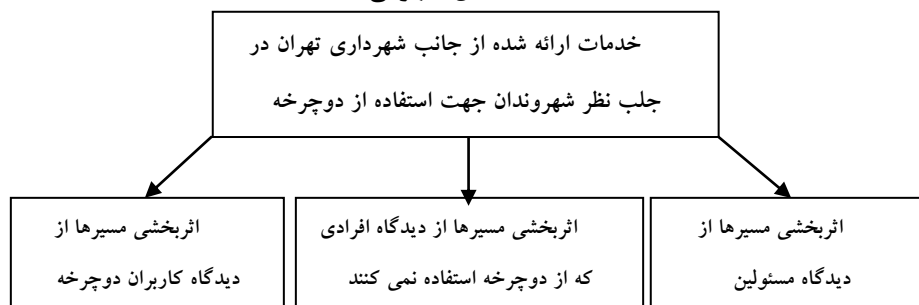 خدمات ارائه شده از جانب شهرداری تهران در
جلب نظر شهروندان جهت استفاده از دوچرخه
اثربخشی مسیرها از
دیدگاه مسئولین
اثربخشی مسیرها از دیدگاه افرادی
که از دوچرخه استفاده نمی کنند
اثربخشی مسیرها از
دیدگاه کاربران دوچرخه